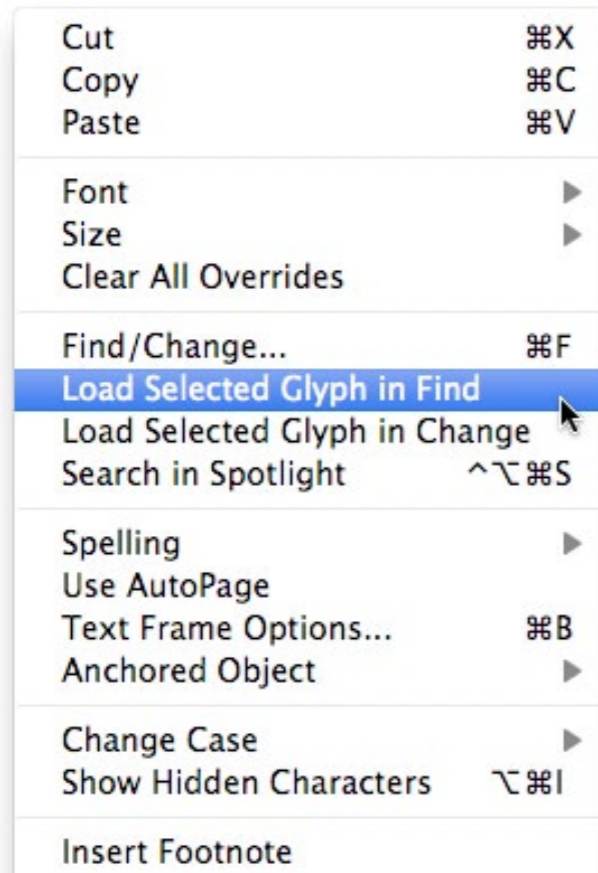 Cut ⌘X
Copy ⌘C
Paste ⌘V
Font
Size
Clear All Overrides
Find/Change... ⌘F
Load Selected Glyph in Find
Load Selected Glyph in Change
Search in Spotlight ^⌥⌘S
Spelling
Use AutoPage
Text Frame Options... ⌘B
Anchored Object
Change Case
Show Hidden Characters ⌥⌘I
Insert Footnote